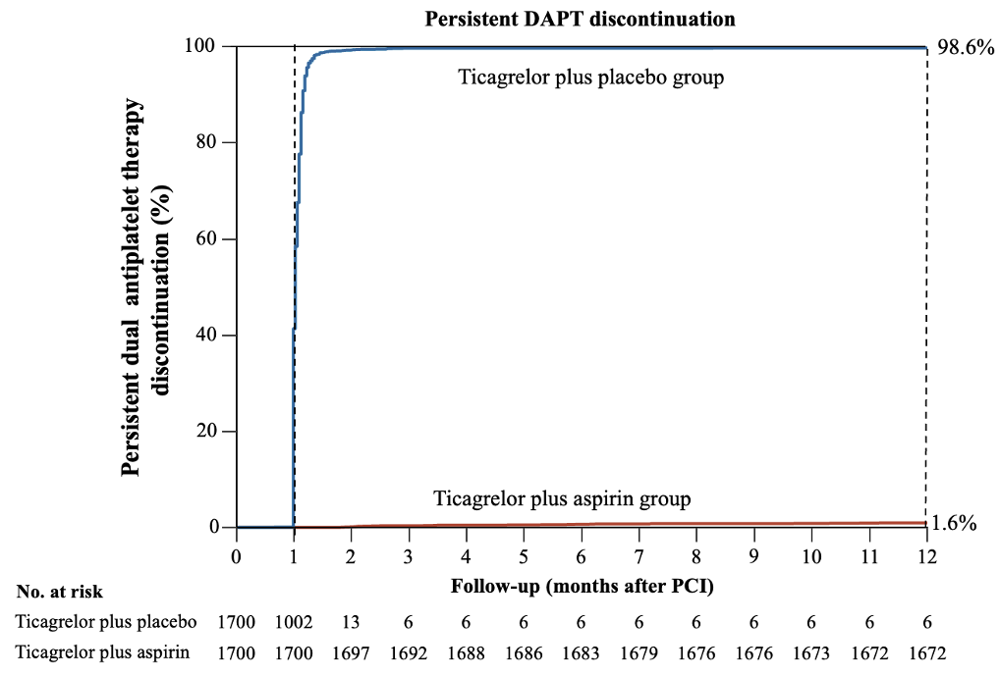 Persistent DAPT discontinuation
100
98.6%
Ticagrelor plus placebo group
Persistent dual antiplatelet therapy
discontinuation (%)
80
60
40
20
Ticagrelor plus aspirin group
0
1.6%
0 1 2 3 4 5 6 7 8 9 10 11 12
Follow-up (months after PCI)
No. at risk
Ticagrelor plus placebo 1700 1002 13 6 6 6 6 6 6 6 6 6 6
Ticagrelor plus aspirin 1700 1700 1697 1692 1688 1686 1683 1679 1676 1676 1673 1672 1672